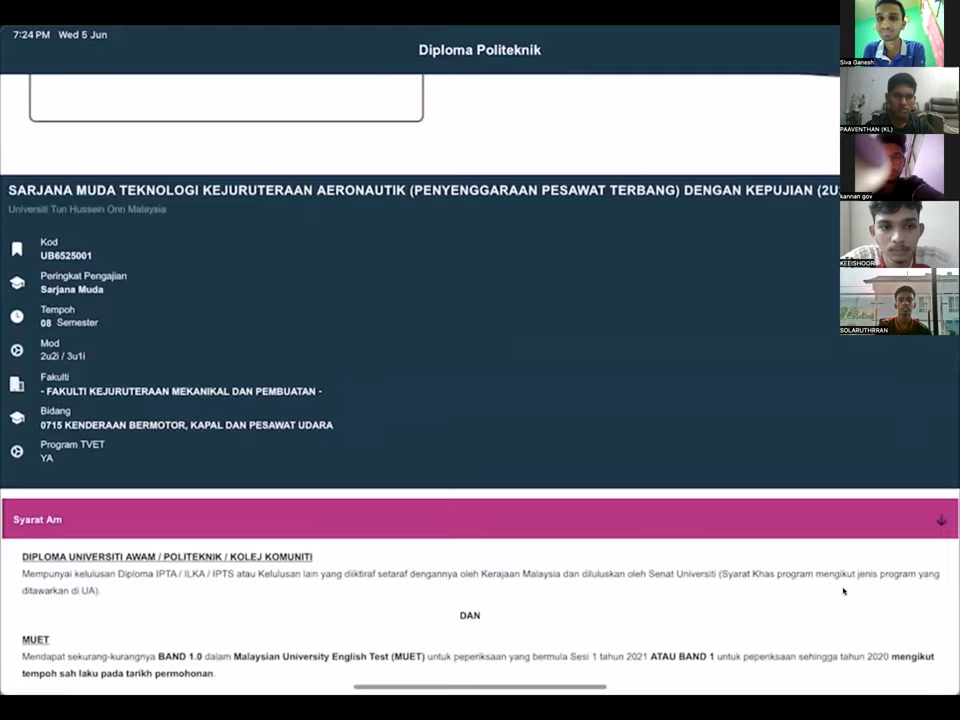 7:24 PM Wed 5 Jun
Diploma Politeknik
SARJANA MUDA TEKNOLOGI KEJURUTERAAN AERONAUTIK (PENYENGGARAAN PESAWAT TERBANG) DENGAN KEPUJIAN (2U
Universiti Tun Hussein Onn Malaysia
Kod
UB6525001
Peringkat Pengajian
Sarjana Muda
Tempoh
08 Semester
Mod
2u2i / 3u1i
Fakulti
- FAKULTI KEJURUTERAAN MEKANIKAL DAN PEMBUATAN -
Bidang
0715 KENDERAAN BERMOTOR, KAPAL DAN PESAWAT UDARA
Program TVET
YA
Syarat Am
DIPLOMA UNIVERSITI AWAM / POLITEKNIK / KOLEJ KOMUNITI
Mempunyai kelulusan Diploma IPTA / ILKA / IPTS atau Kelulusan lain yang diiktiraf setaraf dengannya oleh Kerajaan Malaysia dan diluluskan oleh Senat Universiti (Syarat Khas program mengikut jenis program yang
ditawarkan di UA).
DAN
MUET
Mendapat sekurang-kurangnya BAND 1.0 dalam Malaysian University English Test (MUET) untuk peperiksaan yang bermula Sesi 1 tahun 2021 ATAU BAND 1 untuk peperiksaan sehingga tahun 2020 mengikut
tempoh sah laku pada tarikh permohonan.
Siva Ganesh
PAAVENTHAN (KL)
kannan gov
KEEISHOOR
SOLARUTHRRAN